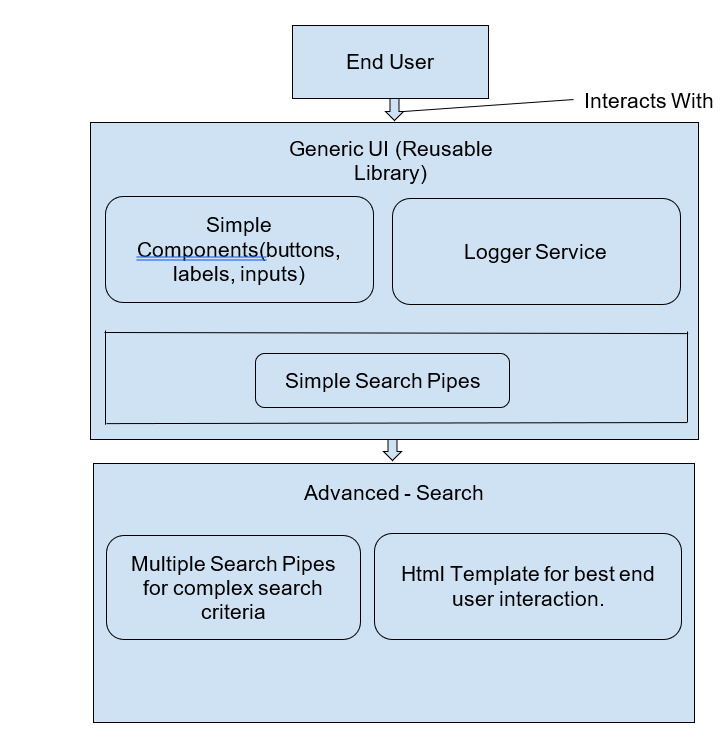 End User
Interacts With
Generic UI (Reusable
Library)
Simple
Components(buttons,
labels, inputs)
Logger Service
Simple Search Pipes
Advanced - Search
Multiple Search Pipes
for complex search
criteria
Html Template for best end
user interaction.